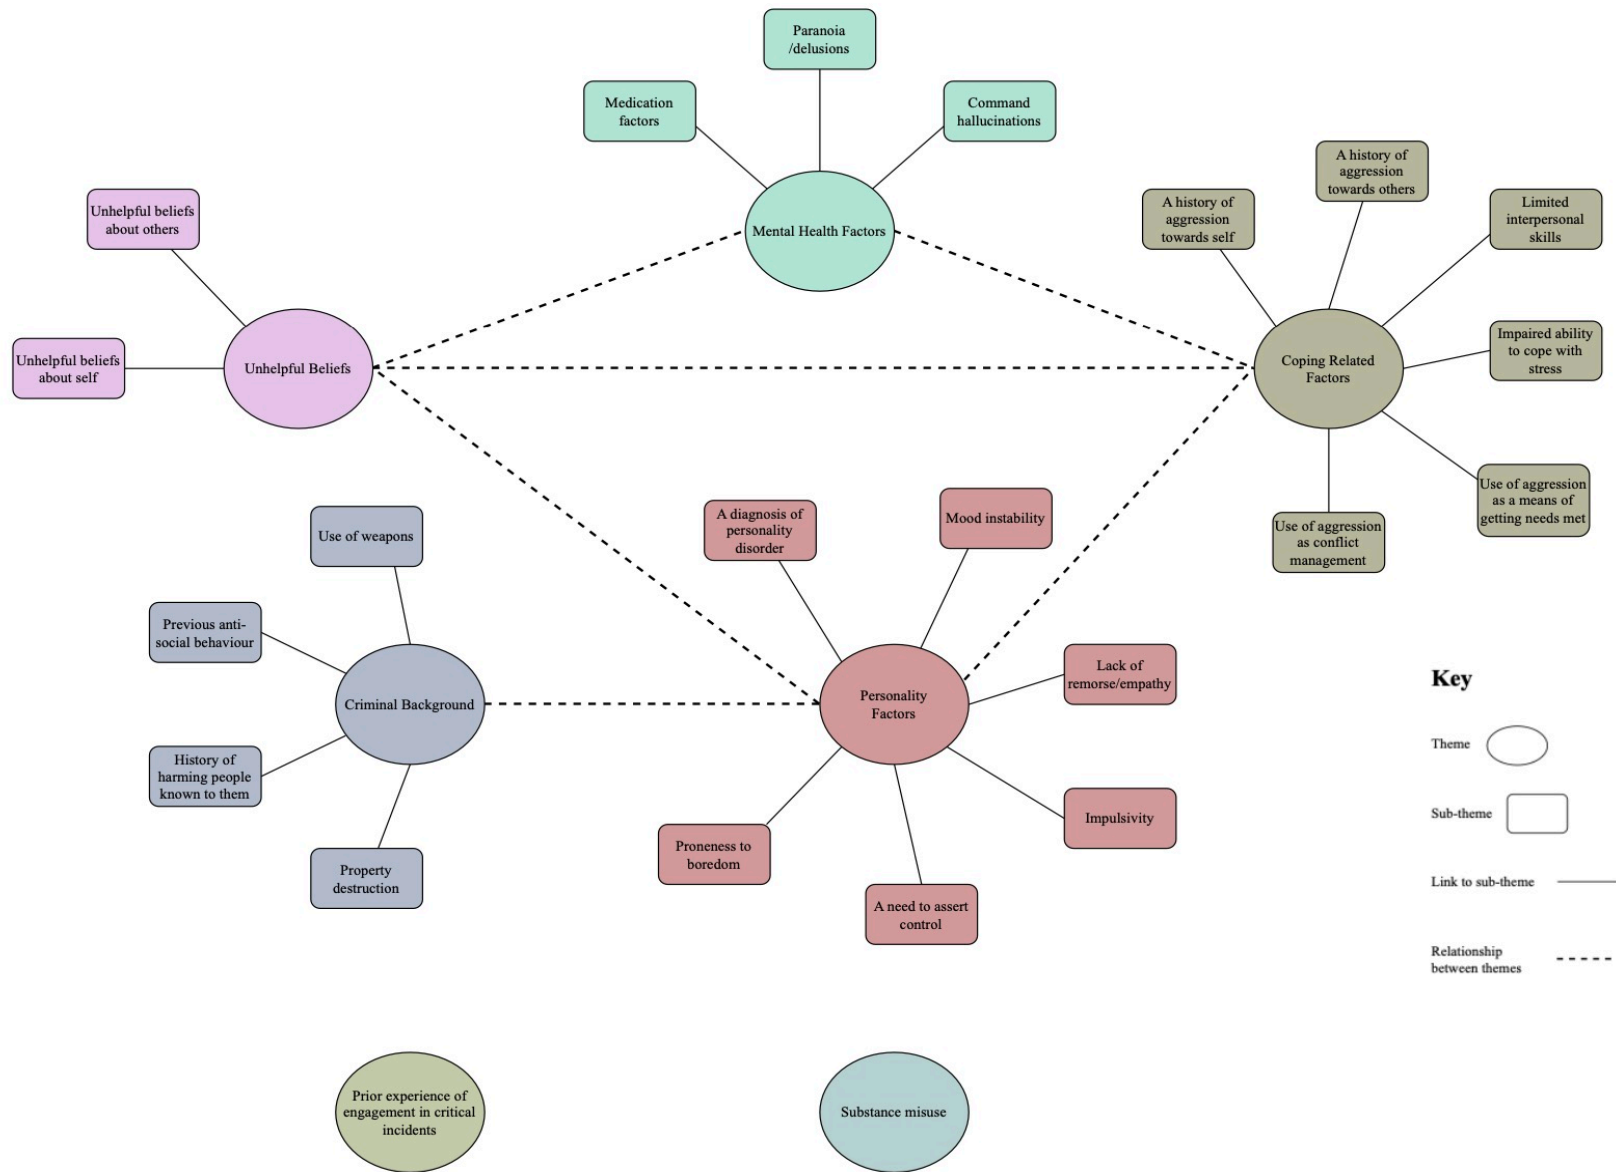 Paranoia
/delusions
Medication
factors
Command
hallucinations
Mental Health Factors
Unhelpful beliefs
about others
Unhelpful beliefs
about self
Unhelpful Beliefs
A history of
aggression
towards self
A history of
aggression
towards others
Limited
interpersonal
skills
Impaired ability
to cope with
stress
Coping Related
Factors
Use of aggression
as a means of
getting needs met
Use of aggression
as conflict
management
Use of weapons
Previous anti-
social behaviour
Criminal Background
History of
harming people
known to them
Property
destruction
A diagnosis of
personality
disorder
Mood instability
Lack of
remorse/empathy
Personality
Factors
Impulsivity
Proneness to
boredom
A need to assert
control
Key
Theme
Sub-theme
Link to sub-theme
Relationship
between themes
Prior experience of
engagement in critical
incidents
Substance misuse